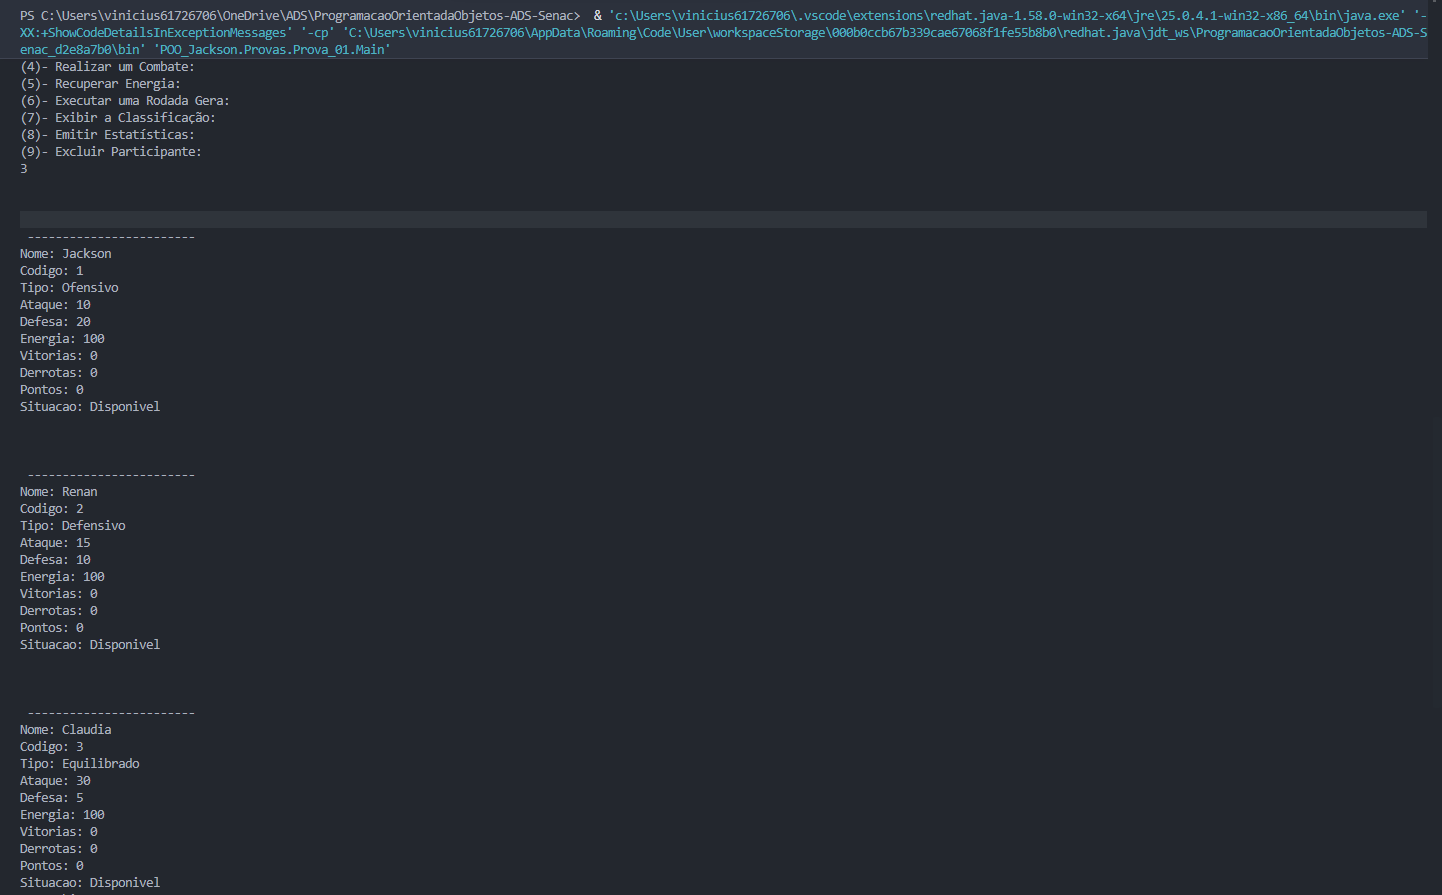 PS C:\Users\vinicius61726706\OneDrive\ADS\ProgramacaoOrientadaObjetos-ADS-Senac>  & 'c:\Users\vinicius61726706\.vscode\extensions\redhat.java-1.58.0-win32-x64\jre\25.0.4.1-win32-x86_64\bin\java.exe' '-
XX:+ShowCodeDetailsInExceptionMessages' '-cp' 'C:\Users\vinicius61726706\AppData\Roaming\Code\User\workspaceStorage\000b0ccb67b339cae67068f1fe55b8b0\redhat.java\jdt_ws\ProgramacaoOrientadaObjetos-ADS-S
enac_d2e8a7b0\bin' 'POO_Jackson.Provas.Prova_01.Main'
(4)- Realizar um Combate:
(5)- Recuperar Energia:
(6)- Executar uma Rodada Gera:
(7)- Exibir a Classificação:
(8)- Emitir Estatísticas:
(9)- Excluir Participante:
3
------------------------
Nome: Jackson
Codigo: 1
Tipo: Ofensivo
Ataque: 10
Defesa: 20
Energia: 100
Vitorias: 0
Derrotas: 0
Pontos: 0
Situacao: Disponivel
------------------------
Nome: Renan
Codigo: 2
Tipo: Defensivo
Ataque: 15
Defesa: 10
Energia: 100
Vitorias: 0
Derrotas: 0
Pontos: 0
Situacao: Disponivel
------------------------
Nome: Claudia
Codigo: 3
Tipo: Equilibrado
Ataque: 30
Defesa: 5
Energia: 100
Vitorias: 0
Derrotas: 0
Pontos: 0
Situacao: Disponivel